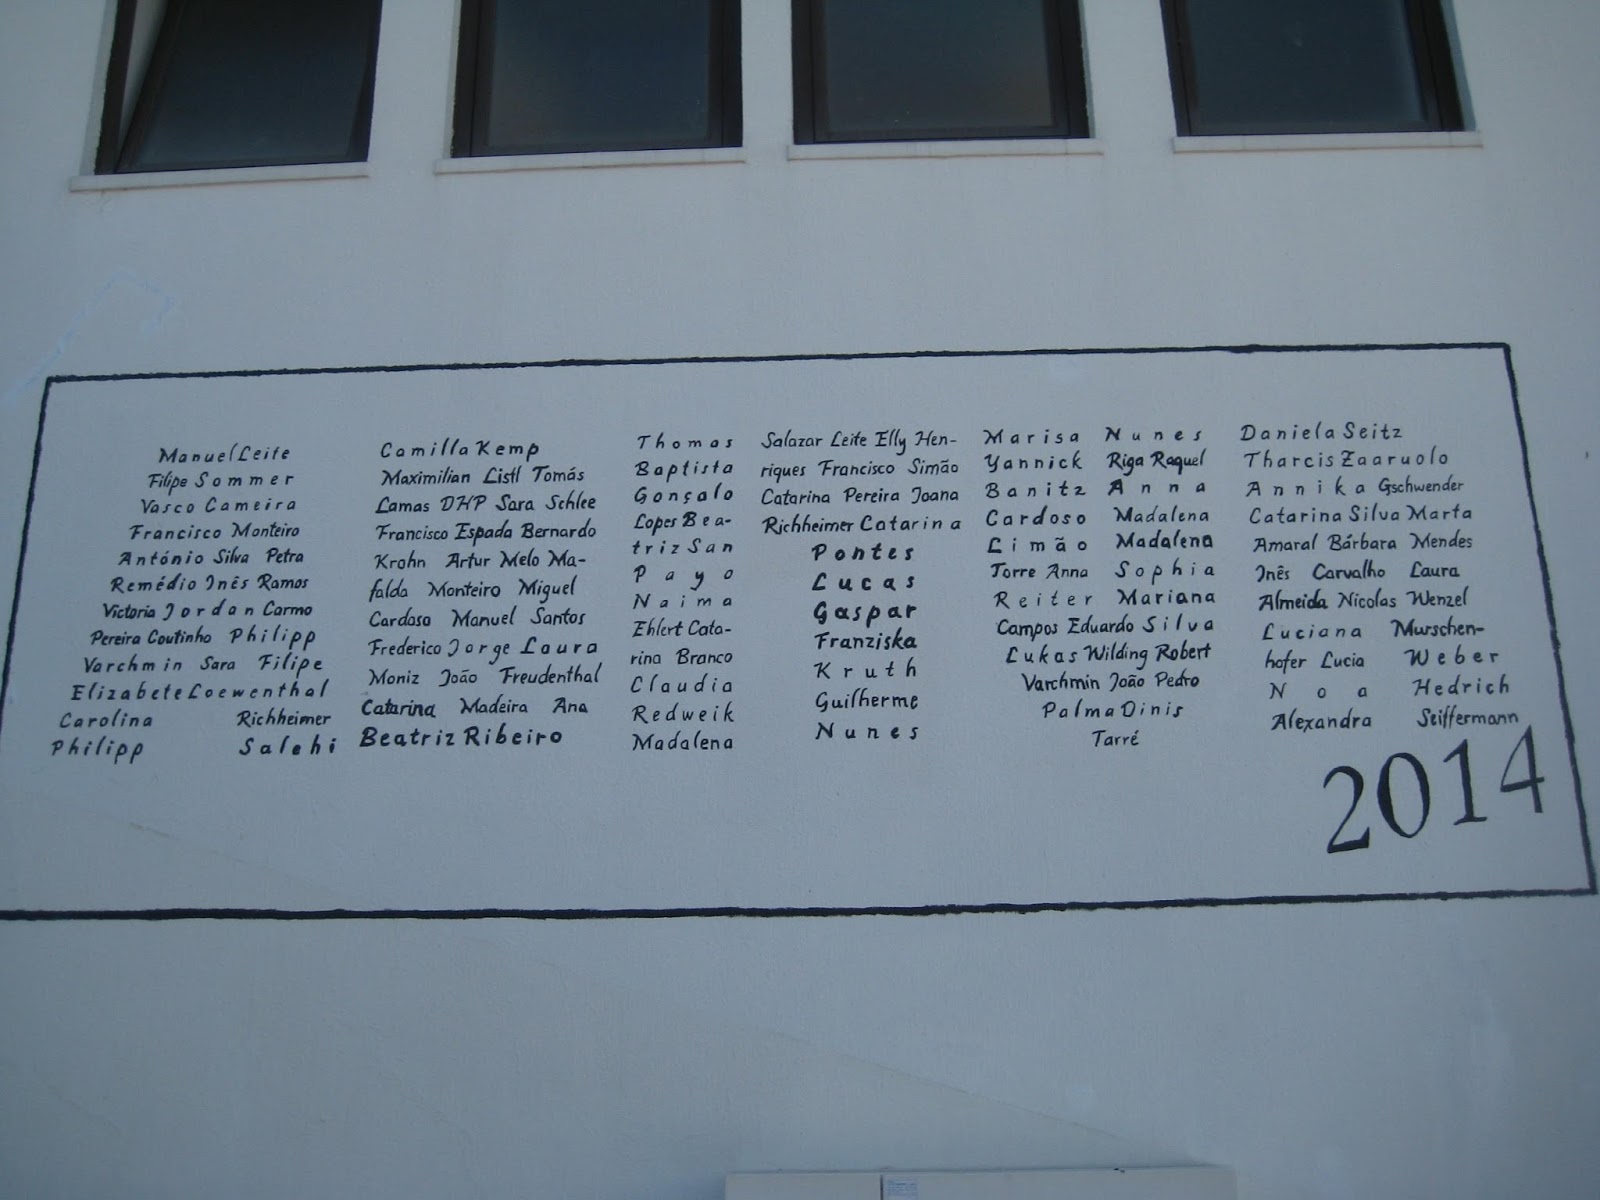 Manuel Leite
Filipe Sommer
Vasco Cameira
Francisco Monteiro
António Silva Petra
Remédio Inês Ramos
Victoria Jordan Carmo
Pereira Coutinho Philipp
Varchmin Sara Filipe
Elizabete Loewenthal
Carolina Richheimer
Philipp Salehi
Camilla Kemp
Maximilian Listl Tomás
Lamas DHP Sara Schlee
Francisco Espada Bernardo
Krohn Artur Melo Ma-
falda Monteiro Miguel
Cardoso Manuel Santos
Frederico Jorge Laura
Moniz João Freudenthal
Catarina Madeira Ana
Beatriz Ribeiro
Thomas
Baptista
Gonçalo
Lopes Bea-
triz San
Payo
Naima
Ehlert Cata-
rina Branco
Claudia
Redweik
Madalena
Salazar Leite Elly Hen-
riques Francisco Simão
Catarina Pereira Joana
Richheimer Catarina
Pontes
Lucas
Gaspar
Franziska
Kruth
Guilherme
Nunes
Marisa Nunes
Yannick Riga Raquel
Banitz Anna
Cardoso Madalena
Limão Madalena
Torre Anna Sophia
Reiter Mariana
Campos Eduardo Silva
Lukas Wilding Robert
Varchmin João Pedro
Palma Dinis
Tarré
Daniela Seitz
Tharcis Zaaruolo
Annika Gschwender
Catarina Silva Marta
Amaral Bárbara Mendes
Inês Carvalho Laura
Almeida Nicolas Wenzel
Luciana Murschen-
hofer Lucia Weber
Noa Hedrich
Alexandra Seiffermann
2014